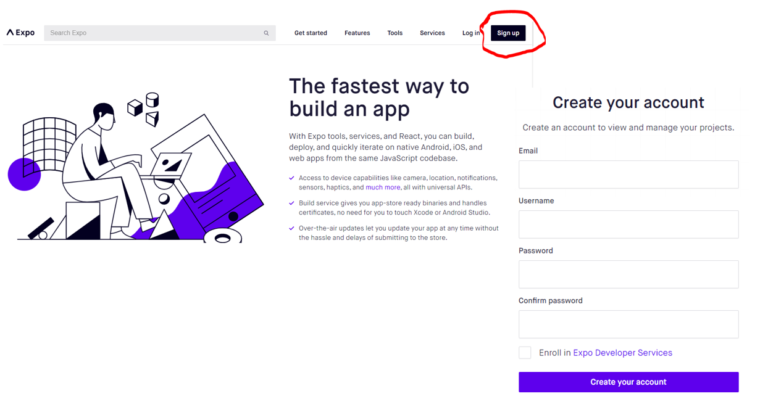 Expo
Search Expo
Get started
Features
Tools
Services
Log in
Sign up
The fastest way to
build an app
With Expo tools, services, and React, you can build,
deploy, and quickly iterate on native Android, iOS, and
web apps from the same JavaScript codebase.
Access to device capabilities like camera, location, notifications,
sensors, haptics, and much more, all with universal APIs.
Build service gives you app-store ready binaries and handles
certificates, no need for you to touch Xcode or Android Studio.
Over-the-air updates let you update your app at any time without
the hassle and delays of submitting to the store.
Create your account
Create an account to view and manage your projects.
Email
Username
Password
Confirm password
Enroll in Expo Developer Services
Create your account